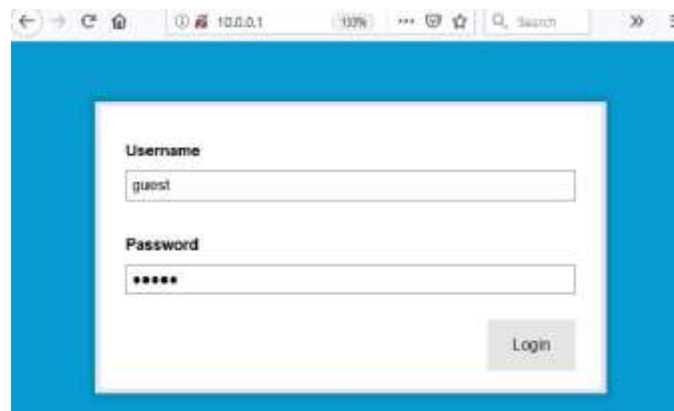 10.0.0.1 133% ••• Search
Username
guest
Password
•••••
Login